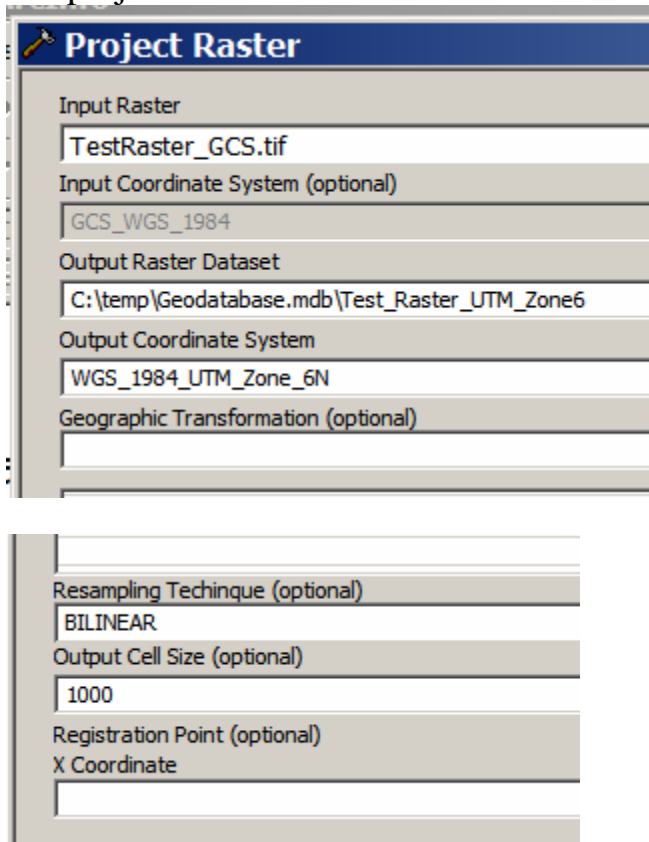 Project Raster
Input Raster
TestRaster_GCS.tif
Input Coordinate System (optional)
GCS_WGS_1984
Output Raster Dataset
C:\temp\Geodatabase.mdb\Test_Raster_UTM_Zone6
Output Coordinate System
WGS_1984_UTM_Zone_6N
Geographic Transformation (optional)
Resampling Techinque (optional)
BILINEAR
Output Cell Size (optional)
1000
Registration Point (optional)
X Coordinate